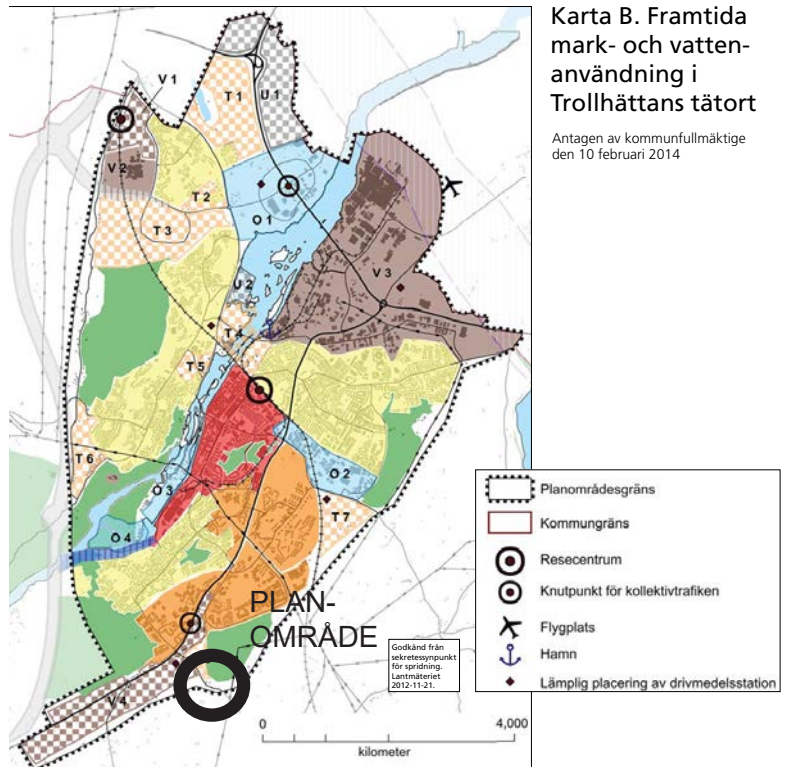 Karta B. Framtida
mark- och vatten-
användning i
Trollhättans tätort
Antagen av kommunfullmäktige
den 10 februari 2014
V 1
T 1
U 1
V 2
T 2
T 3
O 1
U 2
V 3
T 4
T 5
T 6
O 3
O 2
O 4
T 7
PLAN-
OMRÅDE
V 4
Godkänd från
sekretessynpunkt
för spridning.
Lantmäteriet
2012-11-21.
0
4,000
kilometer
Planområdesgräns
Kommungräns
Resecentrum
Knutpunkt för kollektivtrafiken
Flygplats
Hamn
Lämplig placering av drivmedelsstation